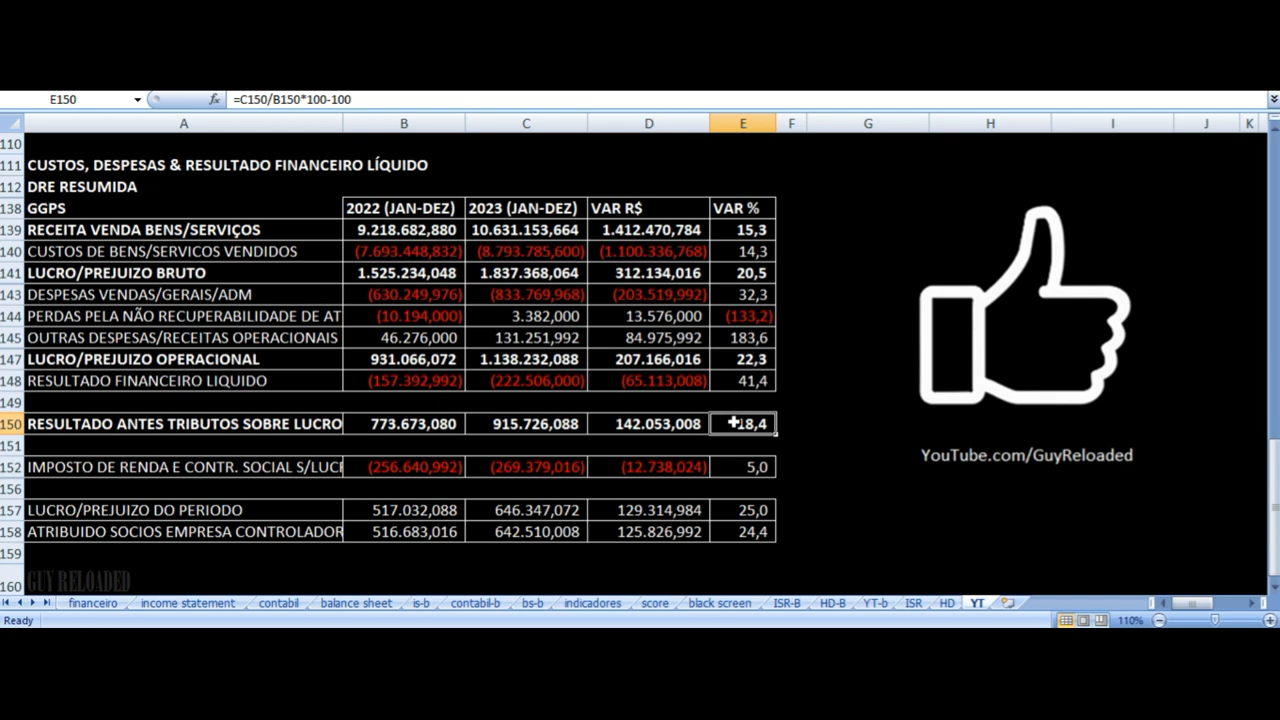 E150 fx =C150/B150*100-100
A B C D E F G H I J K
110
111 CUSTOS, DESPESAS & RESULTADO FINANCEIRO LÍQUIDO
112 DRE RESUMIDA
138 GGPS 2022 (JAN-DEZ) 2023 (JAN-DEZ) VAR R$ VAR %
139 RECEITA VENDA BENS/SERVIÇOS 9.218.682,880 10.631.153,664 1.412.470,784 15,3
140 CUSTOS DE BENS/SERVICOS VENDIDOS (7.693.448,832) (8.793.785,600) (1.100.336,768) 14,3
141 LUCRO/PREJUIZO BRUTO 1.525.234,048 1.837.368,064 312.134,016 20,5
143 DESPESAS VENDAS/GERAIS/ADM (630.249,976) (833.769,968) (203.519,992) 32,3
144 PERDAS PELA NÃO RECUPERABILIDADE DE AT (10.194,000) 3.382,000 13.576,000 (133,2)
145 OUTRAS DESPESAS/RECEITAS OPERACIONAIS 46.276,000 131.251,992 84.975,992 183,6
147 LUCRO/PREJUIZO OPERACIONAL 931.066,072 1.138.232,088 207.166,016 22,3
148 RESULTADO FINANCEIRO LIQUIDO (157.392,992) (222.506,000) (65.113,008) 41,4
149
150 RESULTADO ANTES TRIBUTOS SOBRE LUCRO 773.673,080 915.726,088 142.053,008 18,4
151
152 IMPOSTO DE RENDA E CONTR. SOCIAL S/LUCR (256.640,992) (269.379,016) (12.738,024) 5,0
156
157 LUCRO/PREJUIZO DO PERIODO 517.032,088 646.347,072 129.314,984 25,0
158 ATRIBUIDO SOCIOS EMPRESA CONTROLADOR 516.683,016 642.510,008 125.826,992 24,4
159
160 GUY RELOADED
YouTube.com/GuyReloaded
financeiro income statement contabil balance sheet is-b contabil-b bs-b indicadores score black screen ISR-B HD-B YT-b ISR HD YT
Ready 110%